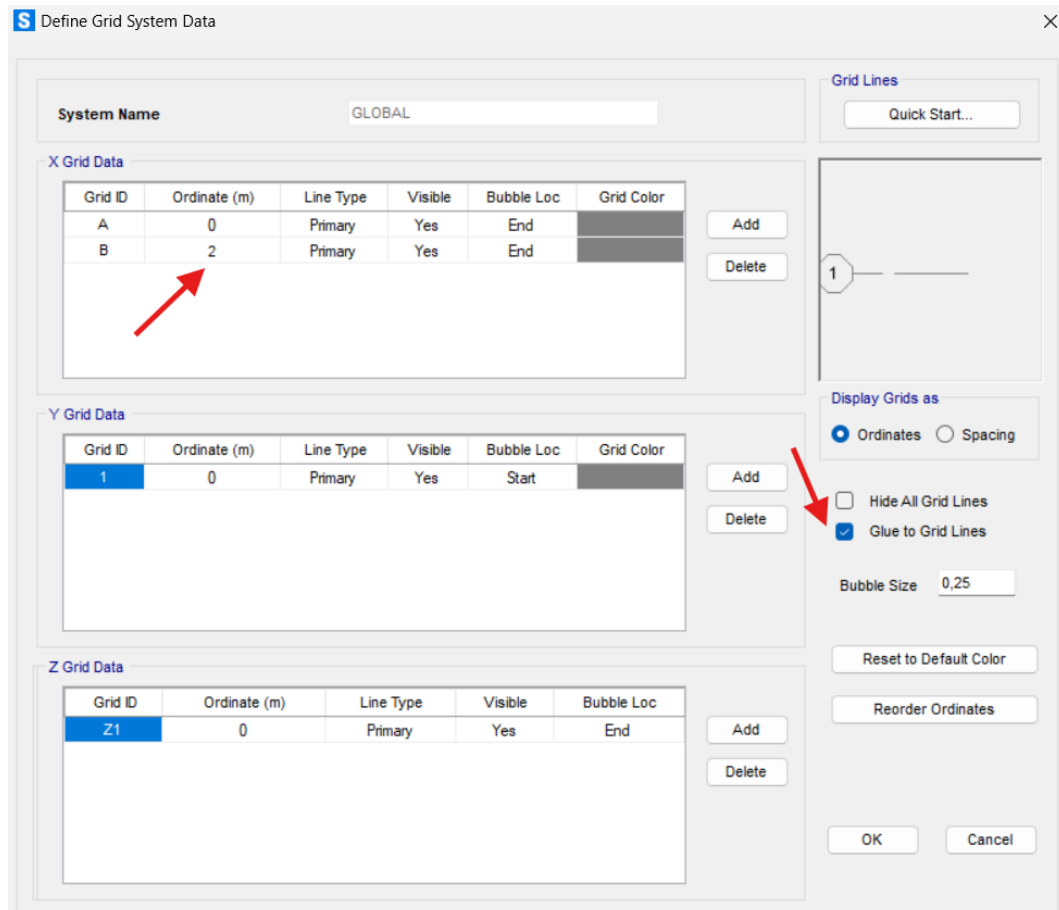 S Define Grid System Data
System Name GLOBAL
Grid Lines
Quick Start...
X Grid Data
Grid ID Ordinate (m) Line Type Visible Bubble Loc Grid Color
A 0 Primary Yes End
B 2 Primary Yes End
Add
Delete
1
Y Grid Data
Grid ID Ordinate (m) Line Type Visible Bubble Loc Grid Color
1 0 Primary Yes Start
Add
Delete
Display Grids as
Ordinates Spacing
Hide All Grid Lines
Glue to Grid Lines
Bubble Size 0,25
Z Grid Data
Grid ID Ordinate (m) Line Type Visible Bubble Loc
Z1 0 Primary Yes End
Add
Delete
Reset to Default Color
Reorder Ordinates
OK Cancel